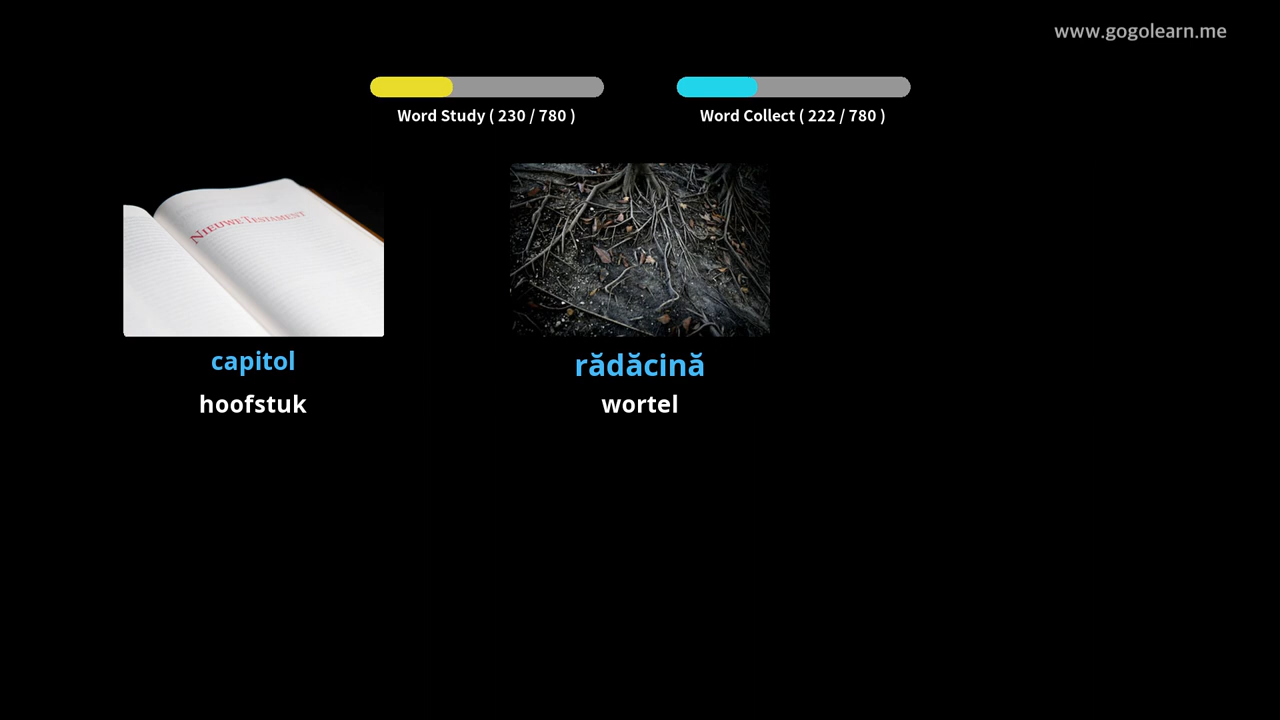 www.gogolearn.me
Word Study ( 230 / 780 )
Word Collect ( 222 / 780 )
NIEUWE TESTAMENT
capitol
hoofstuk
rădăcină
wortel